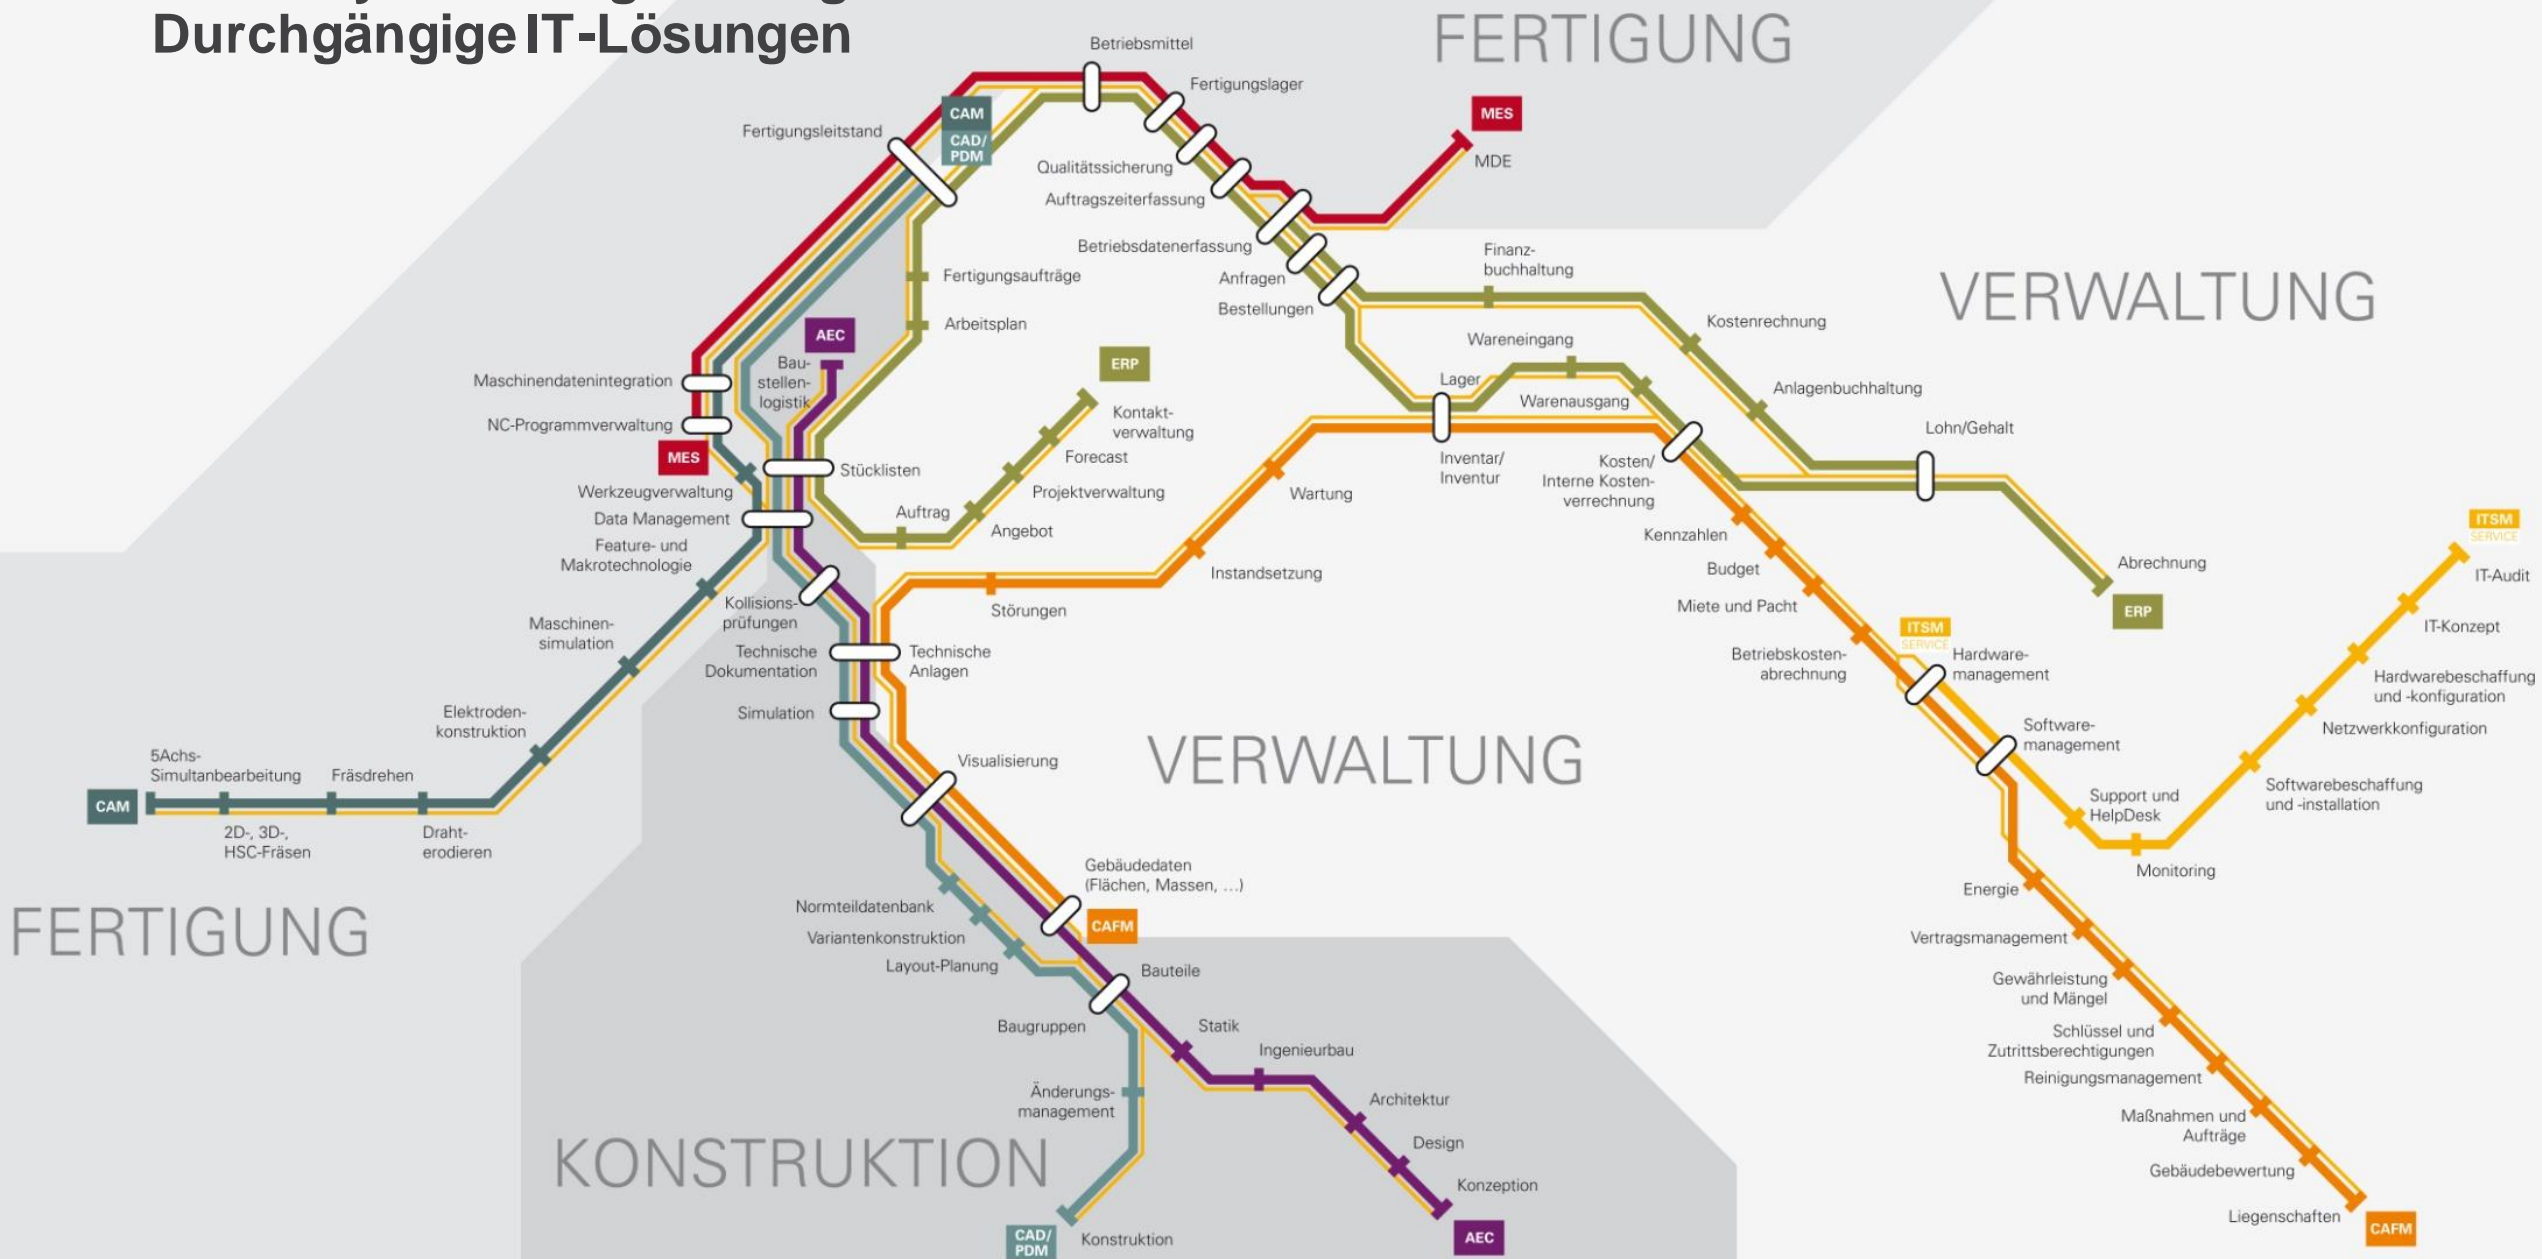 Durchgängige IT-Lösungen
FERTIGUNG
Betriebsmittel
Fertigungslager
CAM
CAD/
PDM
Fertigungsleitstand
MES
MDE
Qualitätssicherung
Auftragszeiterfassung
Betriebsdatenerfassung
Anfragen
Bestellungen
Finanz-
buchhaltung
VERWALTUNG
Fertigungsaufträge
Arbeitsplan
Kostenrechnung
AEC
Bau-
stellen-
logistik
ERP
Wareneingang
Lager
Warenausgang
Anlagenbuchhaltung
Maschinendatenintegration
NC-Programmverwaltung
MES
Kontakt-
verwaltung
Forecast
Projektverwaltung
Lohn/Gehalt
Stücklisten
Inventar/
Inventur
Kosten/
Interne Kosten-
verrechnung
Wartung
Werkzeugverwaltung
Data Management
Auftrag
Angebot
Feature- und
Makrotechnologie
Kennzahlen
Budget
Miete und Pacht
Instandsetzung
Störungen
Abrechnung
ERP
ITSM
SERVICE
IT-Audit
IT-Konzept
Kollisions-
prüfungen
Maschinen-
simulation
Technische
Dokumentation
Technische
Anlagen
ITSM
SERVICE
Betriebskosten-
abrechnung
Hardware-
management
Hardwarebeschaffung
und -konfiguration
Simulation
Elektroden-
konstruktion
Software-
management
Netzwerkkonfiguration
5Achs-
Simultanbearbeitung
Fräsdrehen
CAM
2D-, 3D-,
HSC-Fräsen
Draht-
erodieren
Visualisierung
VERWALTUNG
Support und
HelpDesk
Softwarebeschaffung
und -installation
Monitoring
Gebäudedaten
(Flächen, Massen, ...)
CAFM
Energie
FERTIGUNG
Normteildatenbank
Variantenkonstruktion
Layout-Planung
Vertragsmanagement
Bauteile
Gewährleistung
und Mängel
Baugruppen
Statik
Ingenieurbau
Schlüssel und
Zutrittsberechtigungen
Reinigungsmanagement
Änderungs-
management
Architektur
Maßnahmen und
Aufträge
KONSTRUKTION
Design
Gebäudebewertung
Konzeption
Liegenschaften
CAFM
CAD/
PDM
Konstruktion
AEC